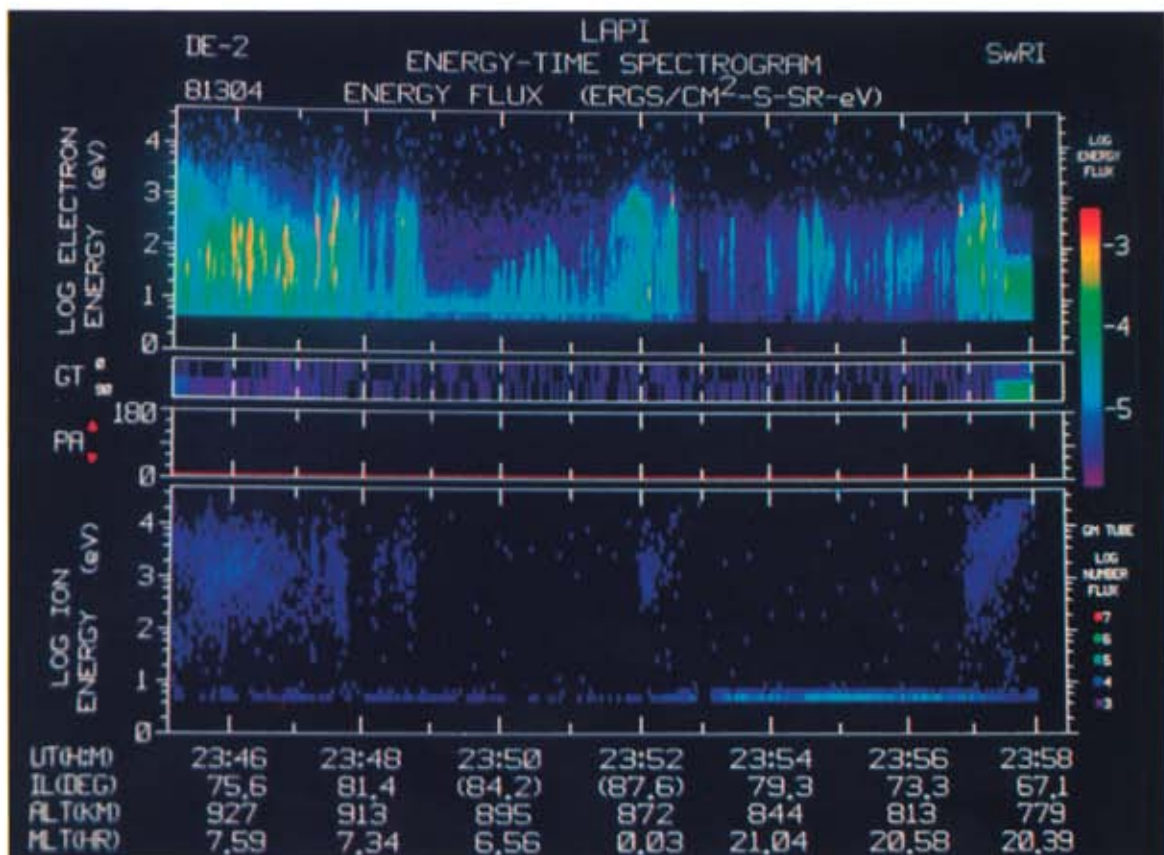 LAPI
DE-2 ENERGY-TIME SPECTROGRAM SwRI
81304 ENERGY FLUX (ERGS/CM²-S-SR-eV)
LOG ELECTRON
ENERGY (eV)
4
3
2
1
0
LOG
ENERGY
FLUX
-3
-4
-5
GT 0
90
PA
180
0
LOG ION
ENERGY (eV)
4
3
2
1
0
GM TUBE
LOG
NUMBER
FLUX
7
6
5
4
3
UT(H:M) 23:46 23:48 23:50 23:52 23:54 23:56 23:58
IL(DEG) 75.6 81.4 (84.2) (87.6) 79.3 73.3 67.1
ALT(KM) 927 913 895 872 844 813 779
MLT(HR) 7.59 7.34 6.56 0.03 21.04 20.58 20.39